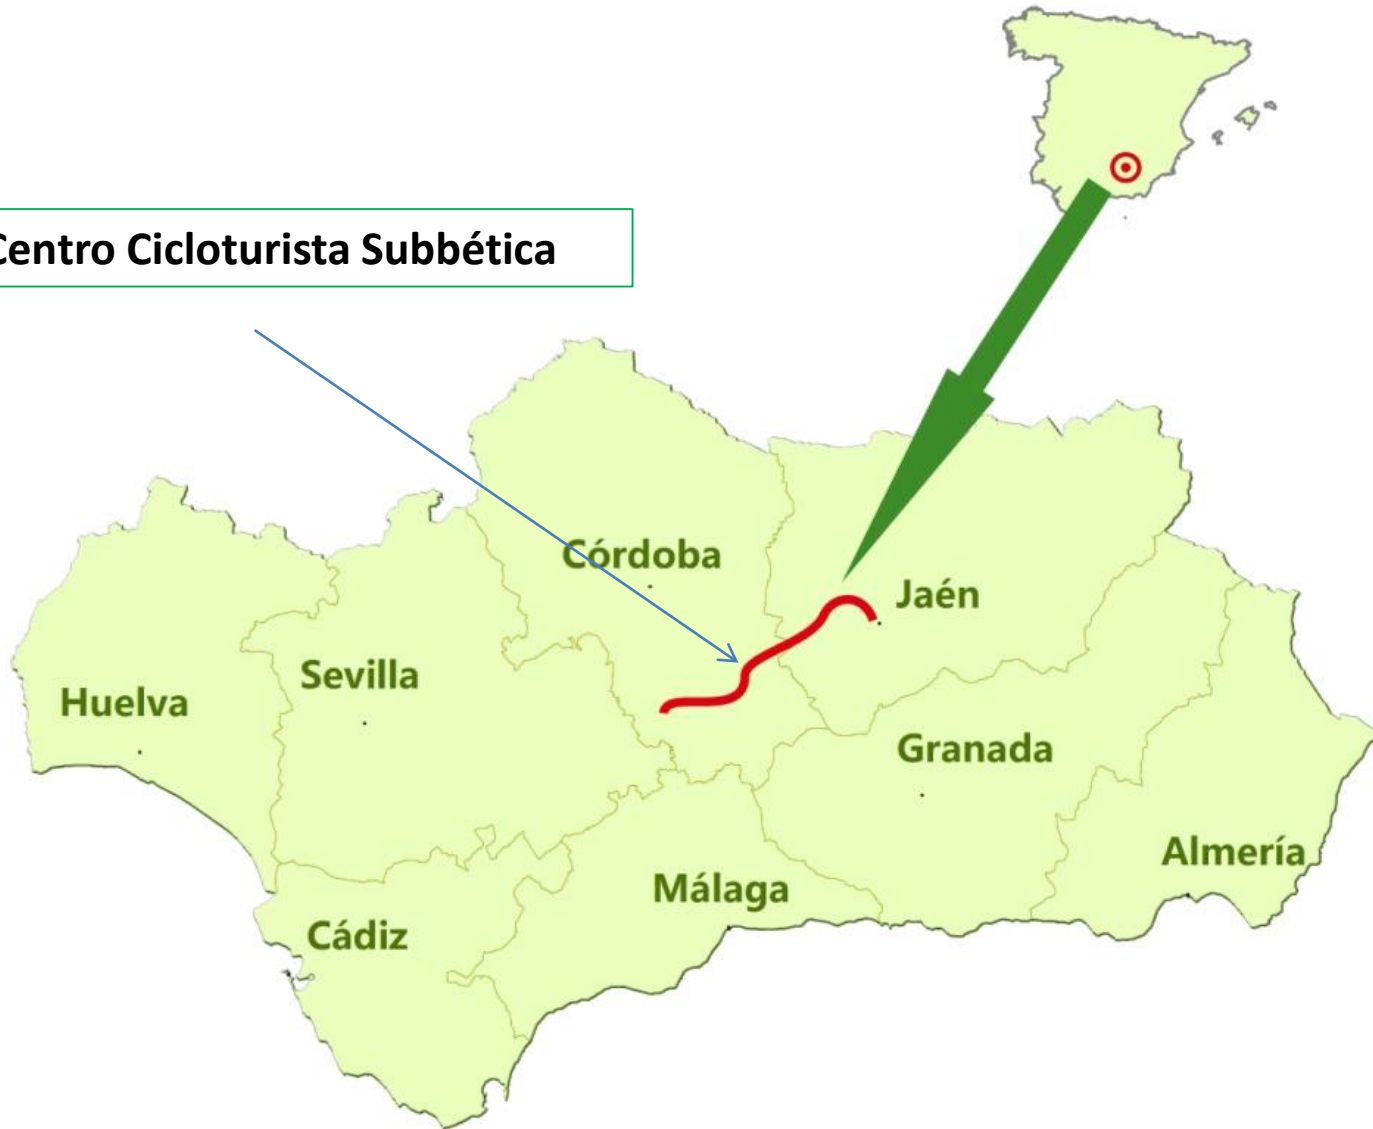 Centro Cicloturista Subbética
Córdoba
Jaén
Sevilla
Huelva
Granada
Almería
Málaga
Cádiz